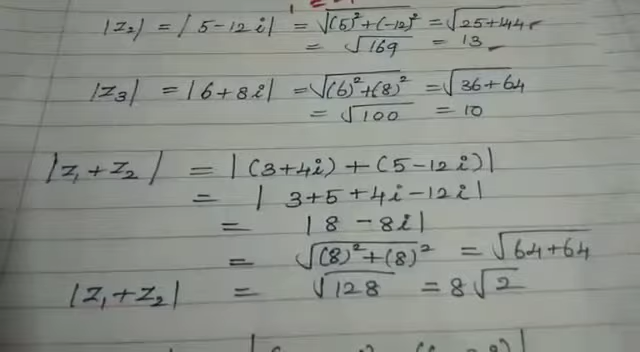 |z₂| = |5-12i| = √(5)²+(-12)² = √25+144
= √169 = 13
|z₃| = |6+8i| = √(6)²+(8)² = √36+64
= √100 = 10
|z₁+z₂| = |(3+4i)+(5-12i)|
= |3+5+4i-12i|
= |8-8i|
= √(8)²+(8)² = √64+64
|z₁+z₂| = √128 = 8√2